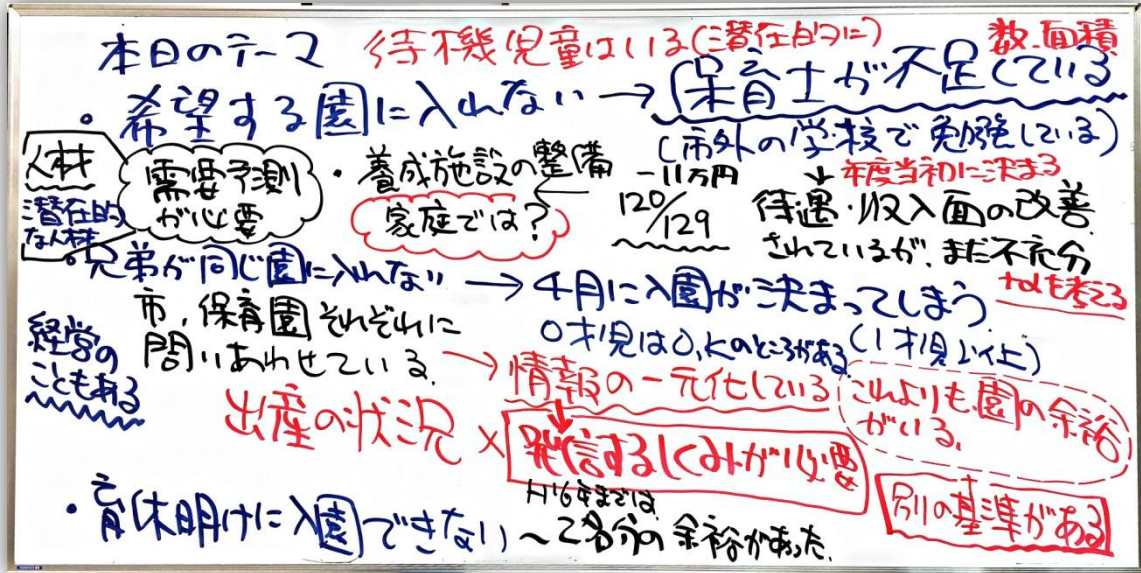 本日のテーマ 待機児童はいる(潜在的に) 数、面積
・希望する園に入れない → 保育士が不足している
(市外の学校で勉強している)
人材
潜在的な人材
需要予測が必要
・養成施設の整備
-11万円
年度当初に決まる
家庭では?
120/129
待遇・収入面の改善
されているが、まだ不充分
・兄弟が同じ園に入れない → 4月に入園が決まってしまう
も考える
市、保育園それぞれに
0才児は0.Kのところがある (1才児以上)
問いあわせている。 → 情報の一元化している
経営の
こともある
これよりも園の余裕
がいる。
出産の状況 × 発信するしくみが必要
別の基準がある
H16年までは
・育休明けに入園できない 〜2名分の余裕があった。